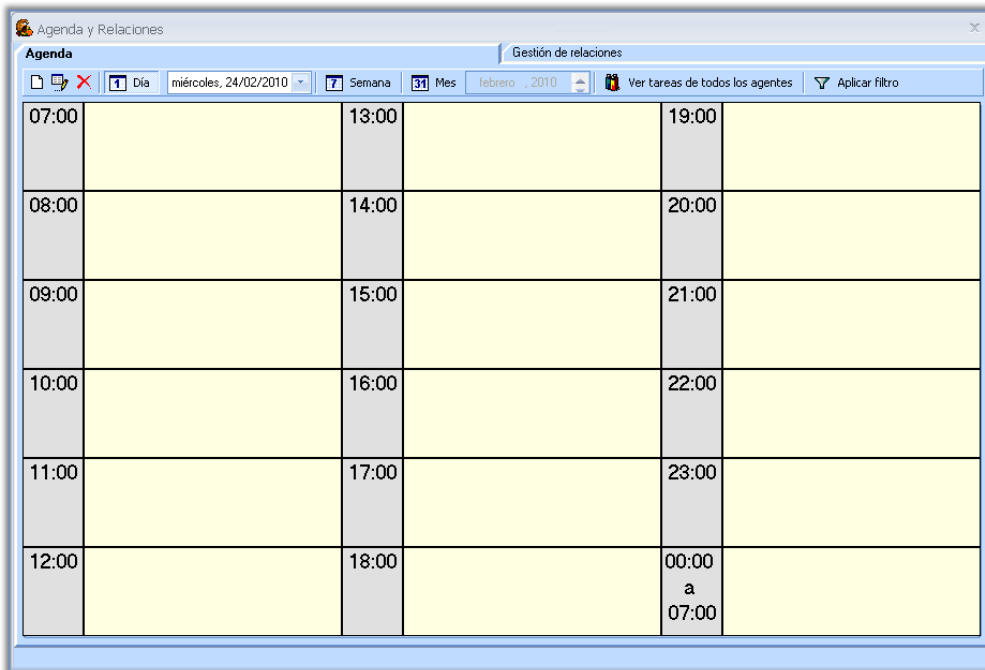 Agenda y Relaciones
Agenda
Gestión de relaciones
1 Día miércoles, 24/02/2010 7 Semana 31 Mes febrero , 2010 Ver tareas de todos los agentes Aplicar filtro
07:00 13:00 19:00
08:00 14:00 20:00
09:00 15:00 21:00
10:00 16:00 22:00
11:00 17:00 23:00
12:00 18:00 00:00
a
07:00